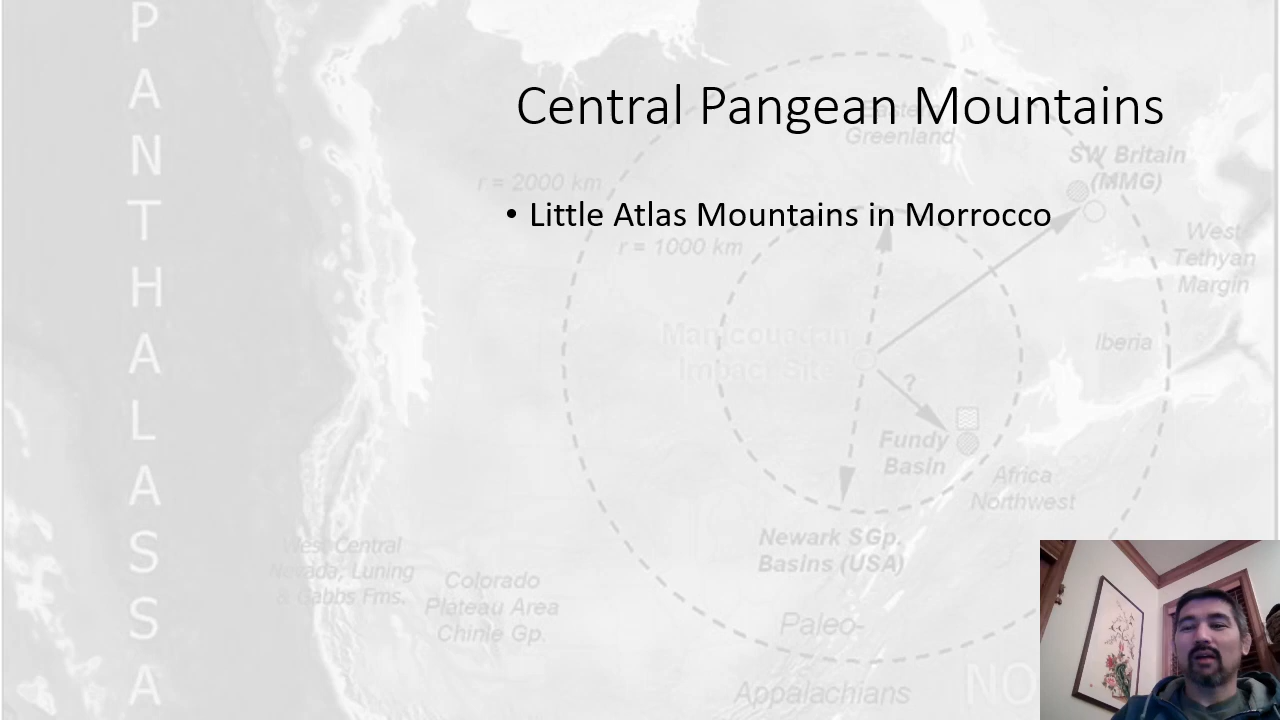 PANTHALASSA
Central Pangean Mountains
Eastern
Greenland
SW Britain
(MMG)
r = 2000 km
• Little Atlas Mountains in Morrocco
West
Tethyan
Margin
r = 1000 km
Manicouagan
Impact Site
Iberia
?
Fundy
Basin
Africa
Northwest
Newark SGp.
Basins (USA)
West Central
Nevada, Luning
& Gabbs Fms.
Colorado
Plateau Area
Chinle Gp.
Paleo-
Appalachians
NO